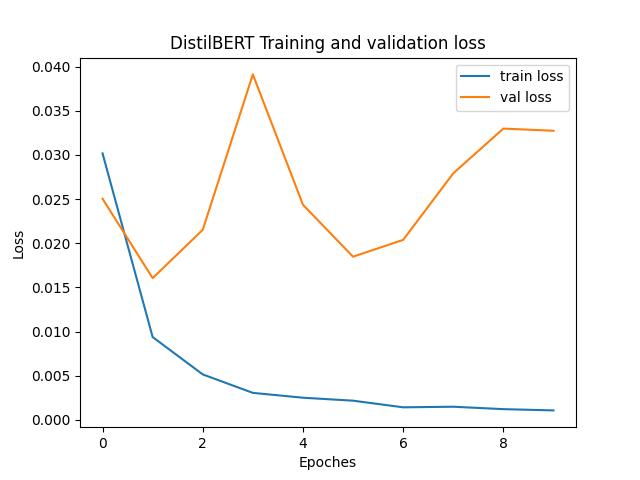 DistilBERT Training and validation loss
train loss
val loss
0.040
0.035
0.030
0.025
0.020
0.015
0.010
0.005
0.000
Loss
0 2 4 6 8
Epoches